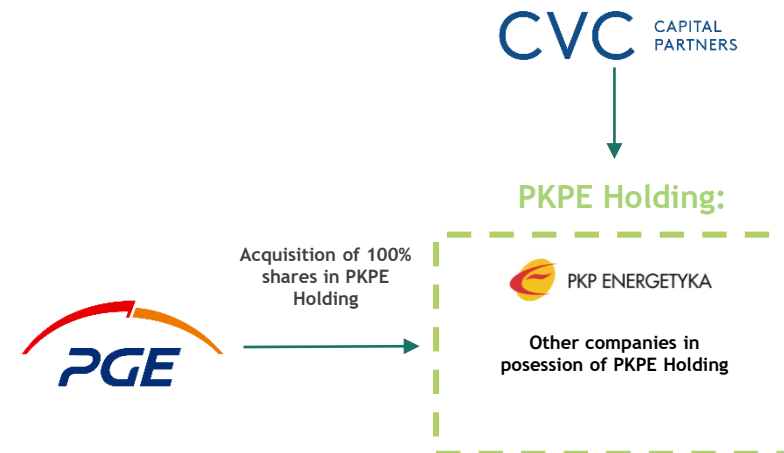 CVC CAPITAL
PARTNERS
PKPE Holding:
Acquisition of 100%
shares in PKPE
Holding
PKP ENERGETYKA
Other companies in
posession of PKPE Holding
PGE